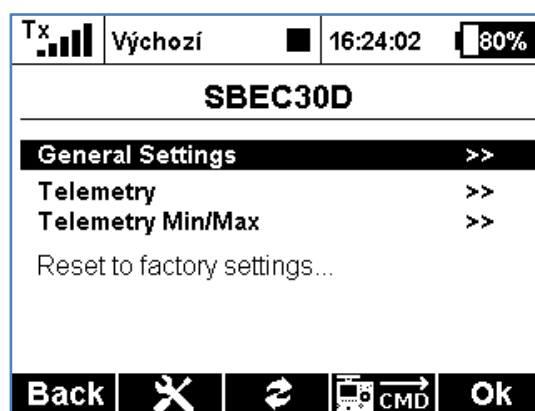 Tx Výchozí 16:24:02 80%
SBEC30D
General Settings >>
Telemetry >>
Telemetry Min/Max >>
Reset to factory settings...
Back CMD Ok